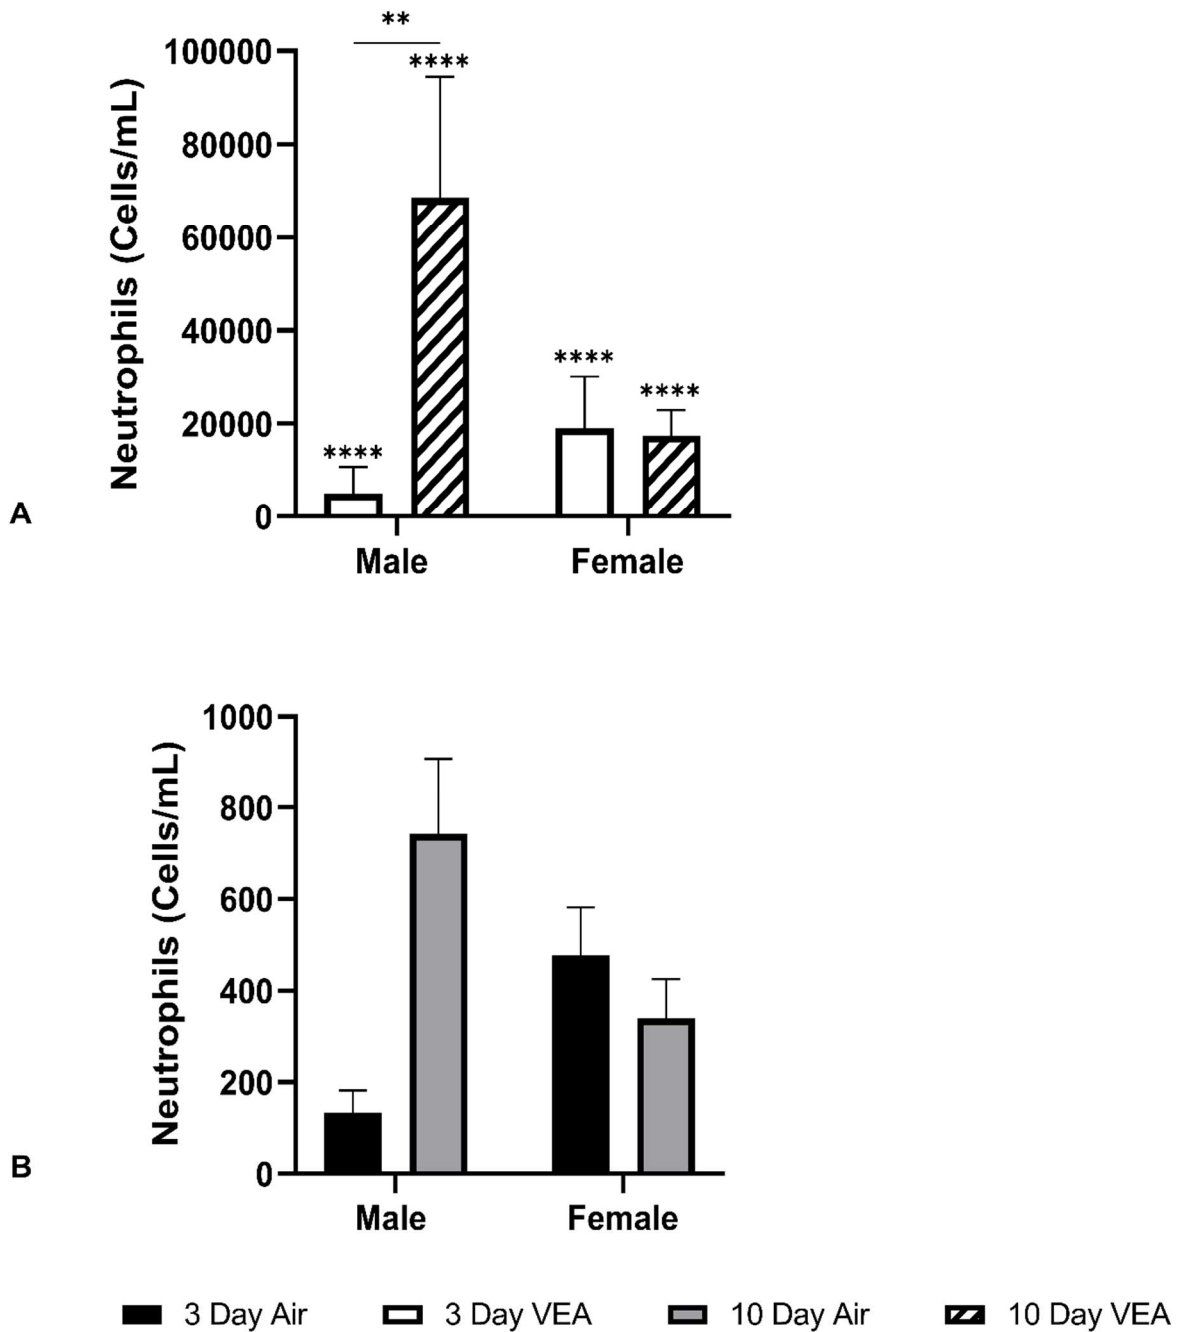 **
100000
****
80000
60000
40000
****
****
20000
****
0
Neutrophils (Cells/mL)
A
Male Female
1000
800
600
400
200
0
Neutrophils (Cells/mL)
B
Male Female
3 Day Air 3 Day VEA 10 Day Air 10 Day VEA